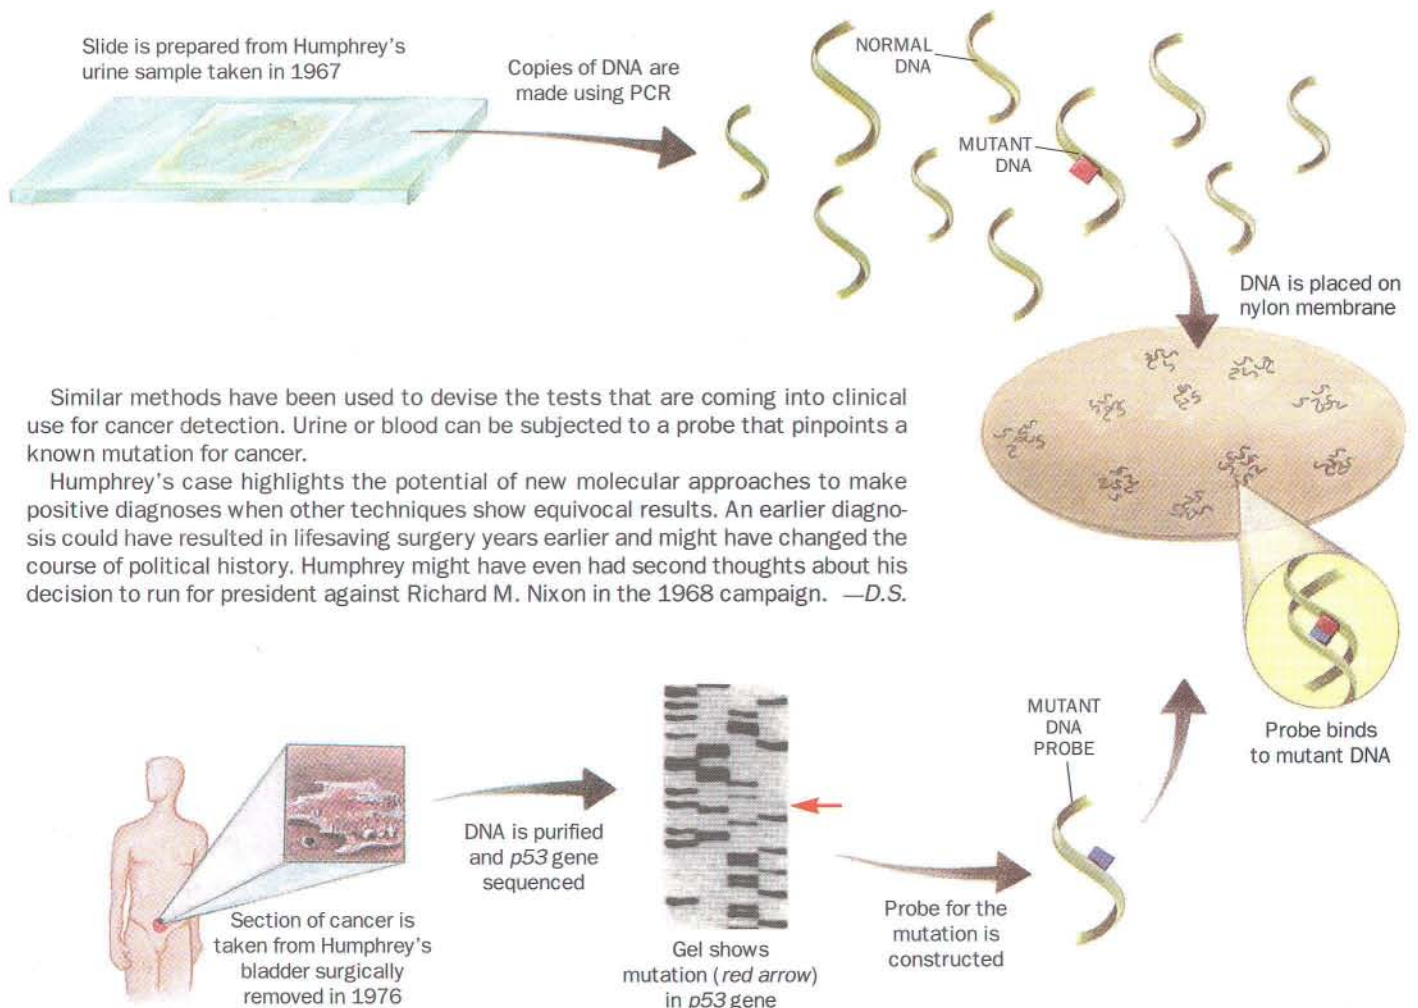 Slide is prepared from Humphrey's
urine sample taken in 1967
Copies of DNA are
made using PCR
NORMAL
DNA
MUTANT
DNA
DNA is placed on
nylon membrane
Similar methods have been used to devise the tests that are coming into clinical
use for cancer detection. Urine or blood can be subjected to a probe that pinpoints a
known mutation for cancer.
Humphrey's case highlights the potential of new molecular approaches to make
positive diagnoses when other techniques show equivocal results. An earlier diagno-
sis could have resulted in lifesaving surgery years earlier and might have changed the
course of political history. Humphrey might have even had second thoughts about his
decision to run for president against Richard M. Nixon in the 1968 campaign. —D.S.
Section of cancer is
taken from Humphrey's
bladder surgically
removed in 1976
DNA is purified
and p53 gene
sequenced
Gel shows
mutation (red arrow)
in p53 gene
Probe for the
mutation is
constructed
MUTANT
DNA
PROBE
Probe binds
to mutant DNA